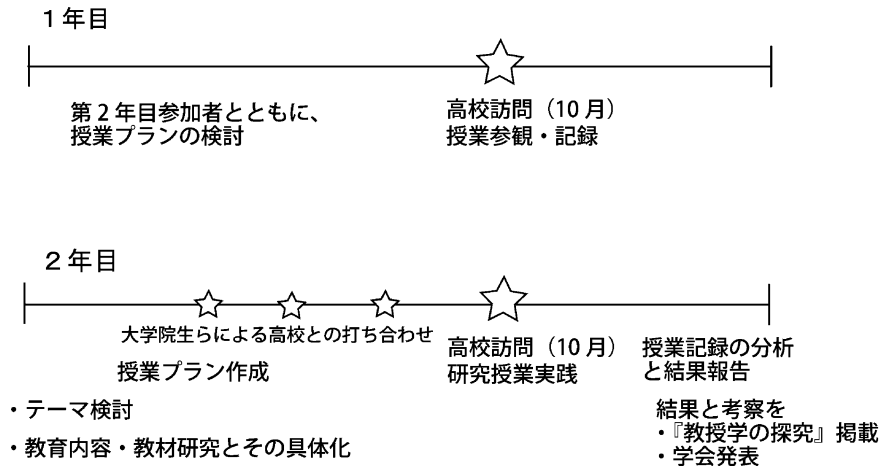 １年目
第２年目参加者とともに、
授業プランの検討
高校訪問（10 月）
授業参観・記録
２年目
大学院生らによる高校との打ち合わせ
授業プラン作成
・テーマ検討
・教育内容・教材研究とその具体化
高校訪問（10 月）
研究授業実践
授業記録の分析
と結果報告
結果と考察を
・『教授学の探究』掲載
・学会発表